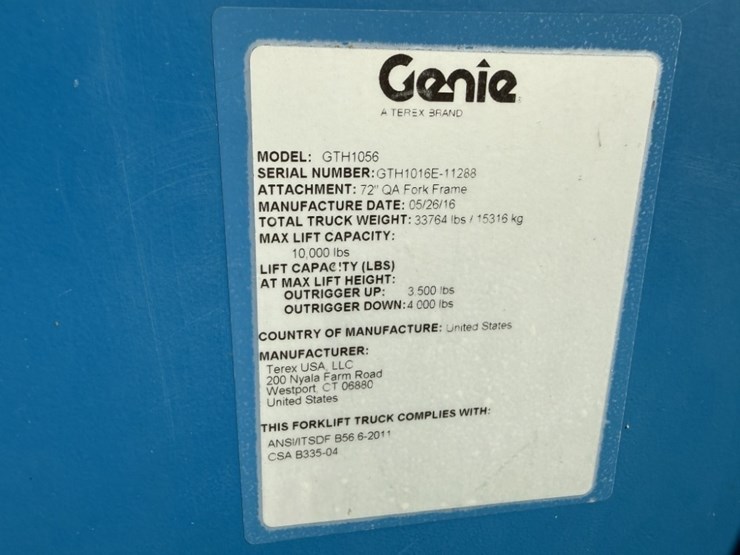 Genie
A TEREX BRAND
MODEL: GTH1056
SERIAL NUMBER: GTH1016E-11288
ATTACHMENT: 72" QA Fork Frame
MANUFACTURE DATE: 05/26/16
TOTAL TRUCK WEIGHT: 33764 lbs / 15316 kg
MAX LIFT CAPACITY:
10,000 lbs
LIFT CAPACITY (LBS)
AT MAX LIFT HEIGHT:
OUTRIGGER UP: 3.500 lbs
OUTRIGGER DOWN: 4 000 lbs
COUNTRY OF MANUFACTURE: United States
MANUFACTURER:
Terex USA, LLC
200 Nyala Farm Road
Westport, CT 06880
United States
THIS FORKLIFT TRUCK COMPLIES WITH:
ANSI/ITSDF B56 6-2011
CSA B335-04